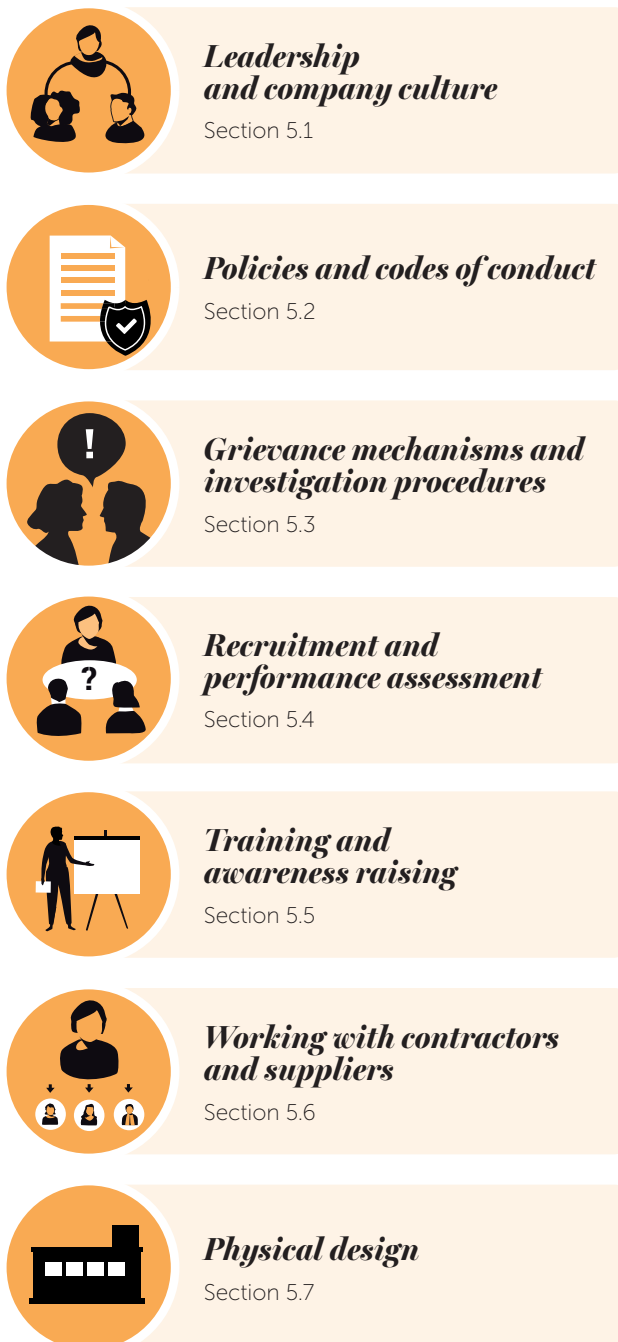 Leadership
and company culture
Section 5.1
Policies and codes of conduct
Section 5.2
!
Grievance mechanisms and
investigation procedures
Section 5.3
Recruitment and
?
performance assessment
Section 5.4
Training and
awareness raising
Section 5.5
Working with contractors
and suppliers
Section 5.6
Physical design
Section 5.7